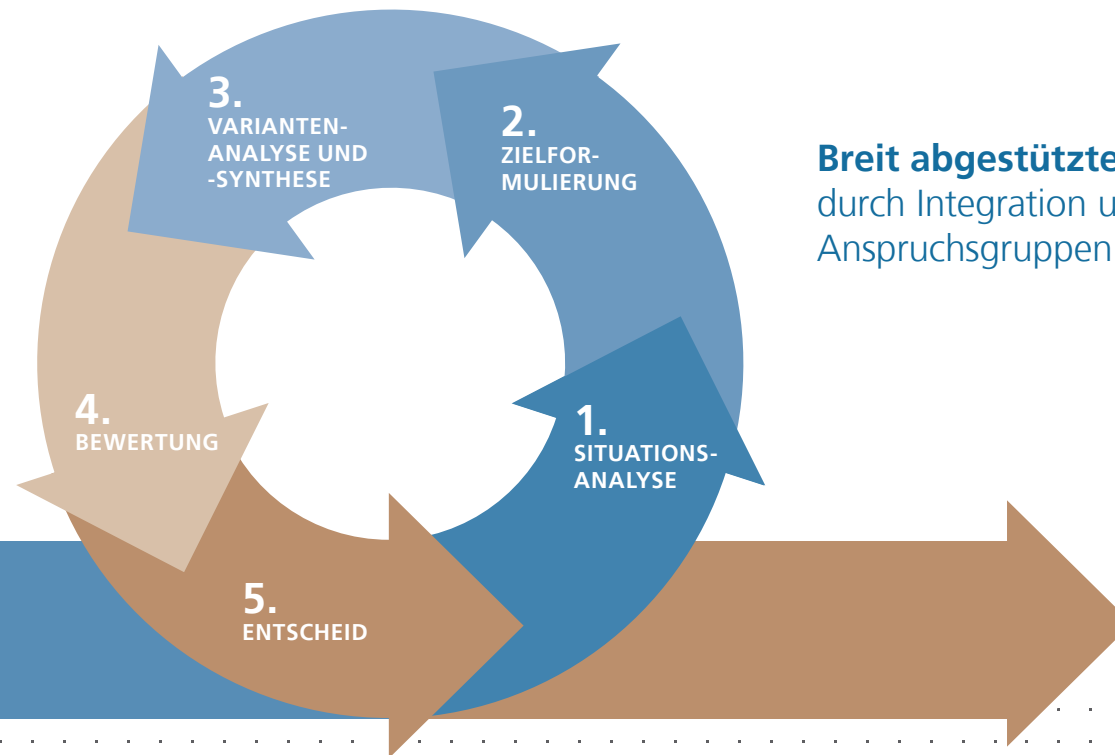 3.
VARIANTEN-
ANALYSE UND
-SYNTHESE
2.
ZIELFOR-
MULIERUNG
Breit abgestützte
durch Integration u
Anspruchsgruppen
4.
BEWERTUNG
1.
SITUATIONS-
ANALYSE
5.
ENTSCHEID